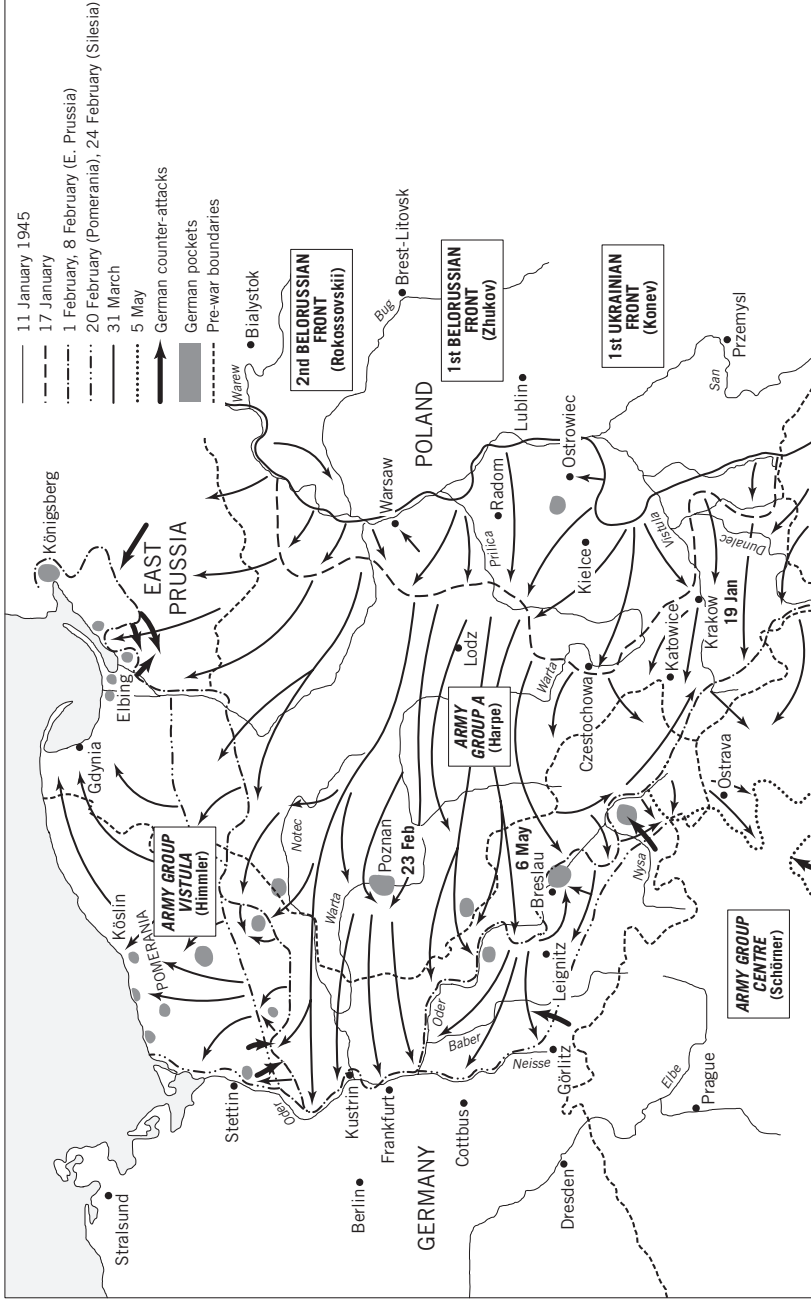 11 January 1945
17 January
1 February, 8 February (E. Prussia)
20 February (Pomerania), 24 February (Silesia)
31 March
5 May
German counter-attacks
German pockets
Pre-war boundaries
Königsberg
EAST
PRUSSIA
Elbing
Gdynia
Köslin
POMERANIA
Stralsund
Stettin
Oder
ARMY GROUP
VISTULA
(Himmler)
Notec
Warta
Poznan
23 Feb
Kustrin
Frankfurt
Berlin
GERMANY
Cottbus
Warew
Bialystok
2nd BELORUSSIAN
FRONT
(Rokossovskii)
Bug
Brest-Litovsk
Warsaw
POLAND
1st BELORUSSIAN
FRONT
(Zhukov)
Lublin
Radom
Prilica
Ostrowiec
Lodz
ARMY
GROUP A
(Harpe)
Warta
Kielce
1st UKRAINIAN
FRONT
(Konev)
Przemysl
San
Vistula
Dunalec
Czestochowa
Katowice
Krakow
19 Jan
Ostrava
6 May
Breslau
Nysa
Leignitz
Oder
Baber
Neisse
Görlitz
Dresden
Elbe
Prague
ARMY GROUP
CENTRE
(Schörner)